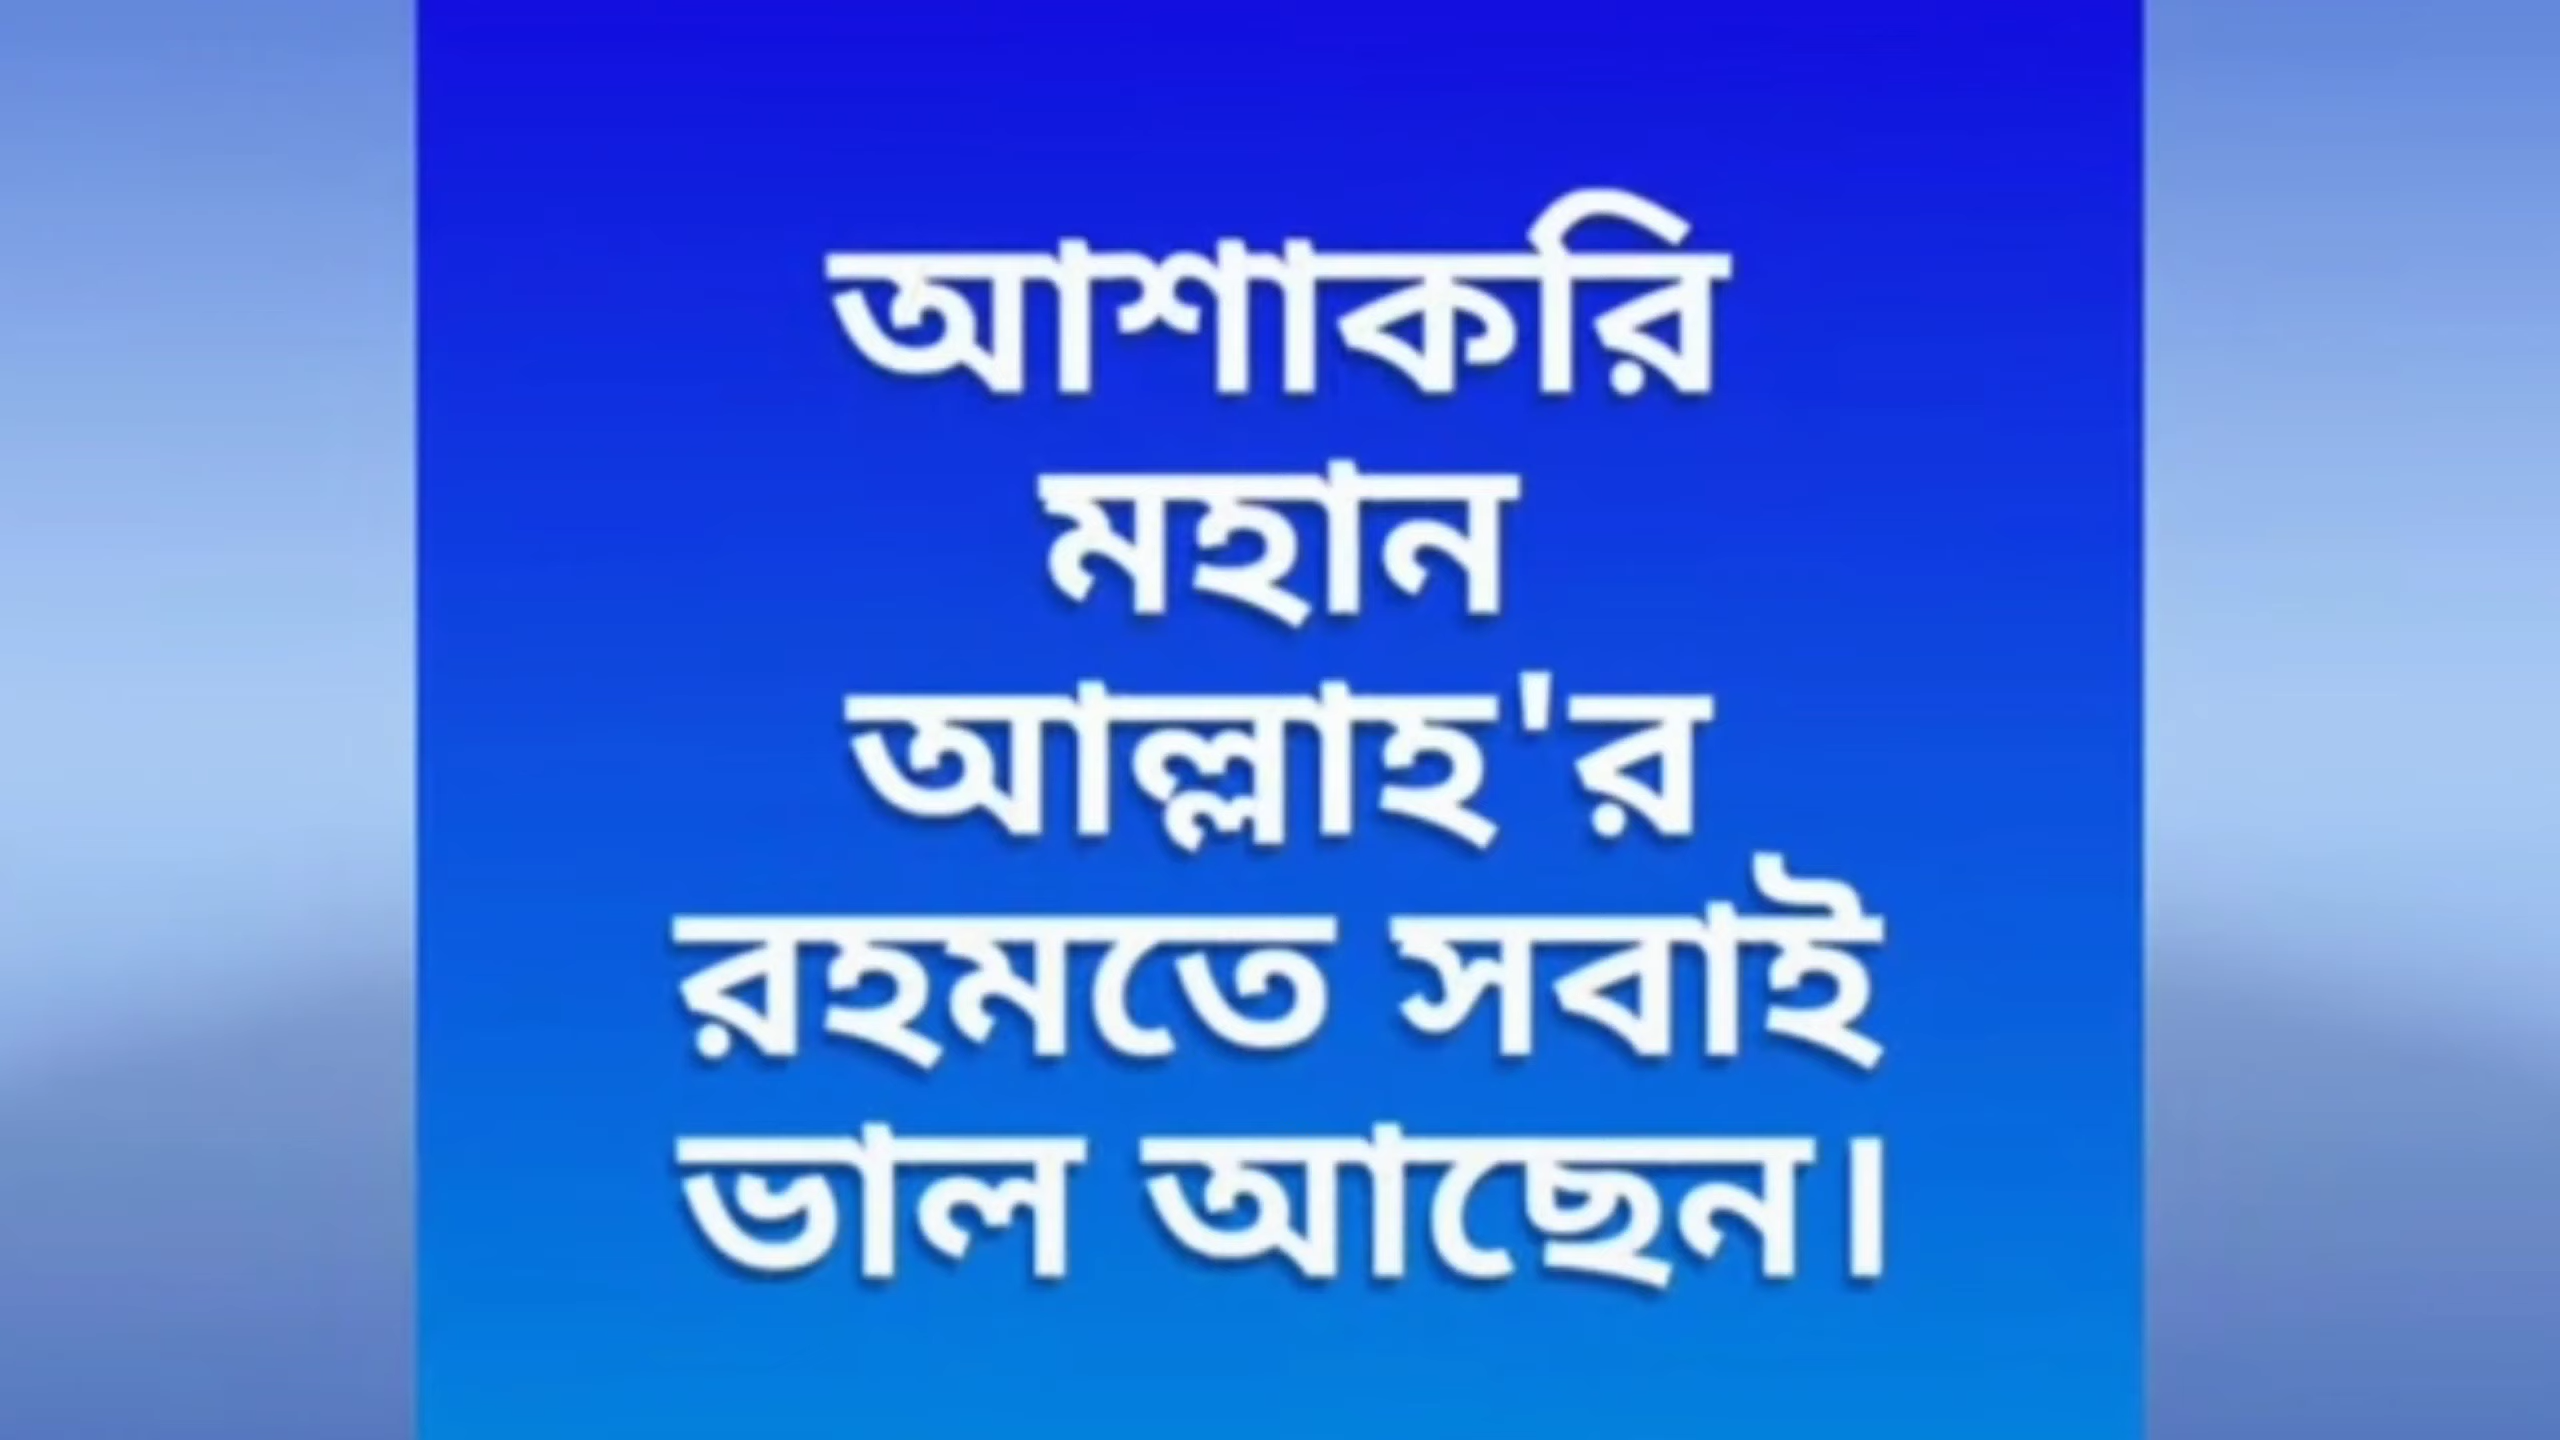 আশাকরি
মহান
আল্লাহ'র
রহমতে সবাই
ভাল আছেন।